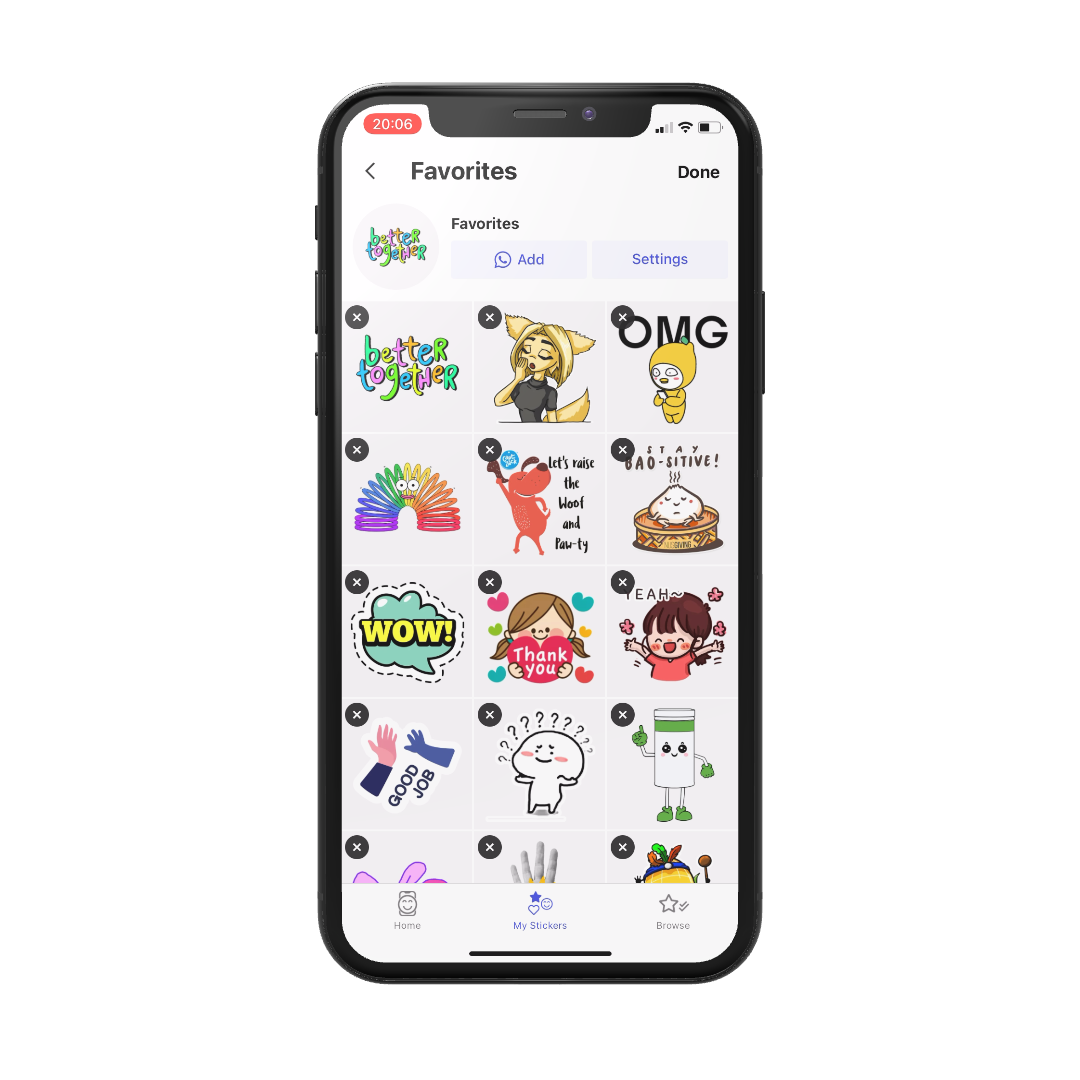 20:06
Favorites
Done
better
together
Favorites
Add
Settings
better
together
OMG
Let's raise
the
Woof
and
Paw-ty
STAY
BAO-SITIVE!
WOW!
Thank
you
YEAH~
GOOD
JOB
? ? ? ? ? ? ? ? ?
Home
My Stickers
Browse